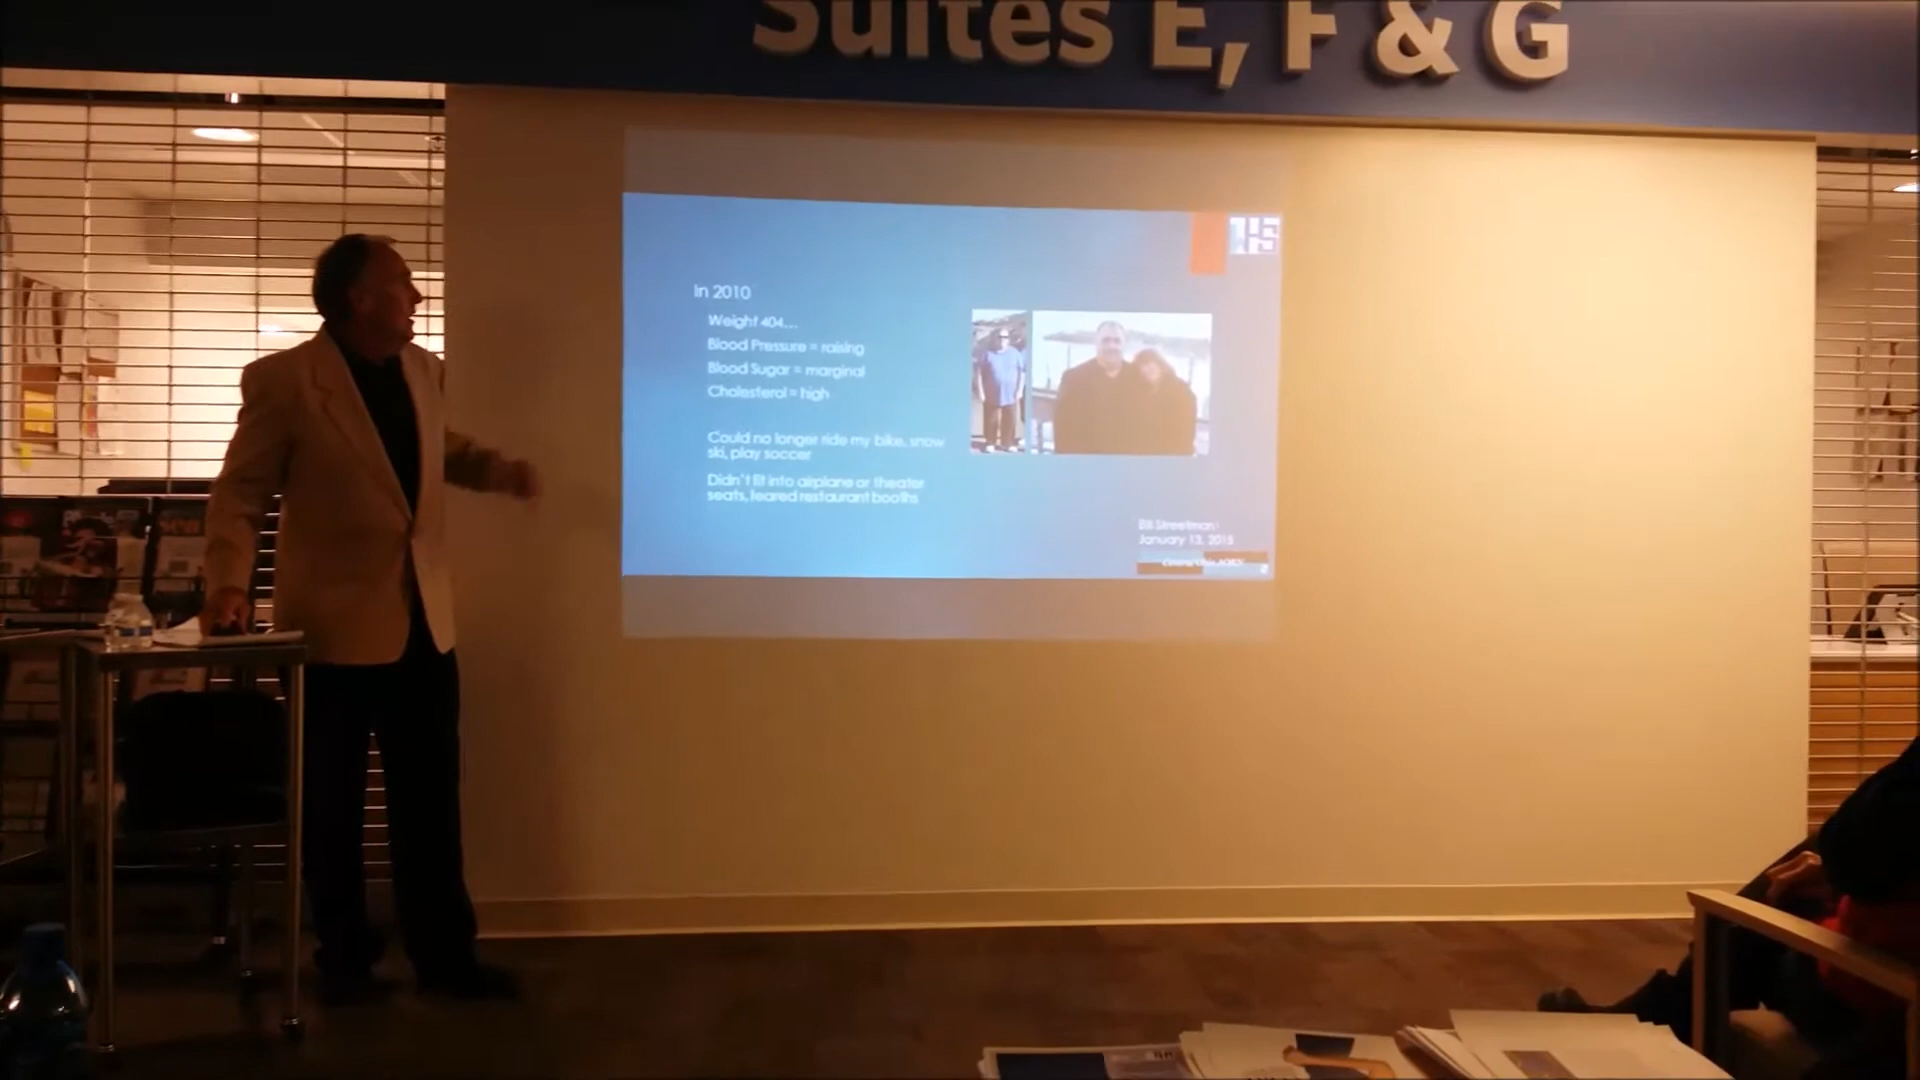 Suites E, F & G
In 2010
Weight 404...
Blood Pressure = raising
Blood Sugar = marginal
Cholesterol = high
Could no longer ride my bike, snow
ski, play soccer
Didn't fit into airplane or theater
seats, feared restaurant booths
Bill Streetman
January 13, 2015